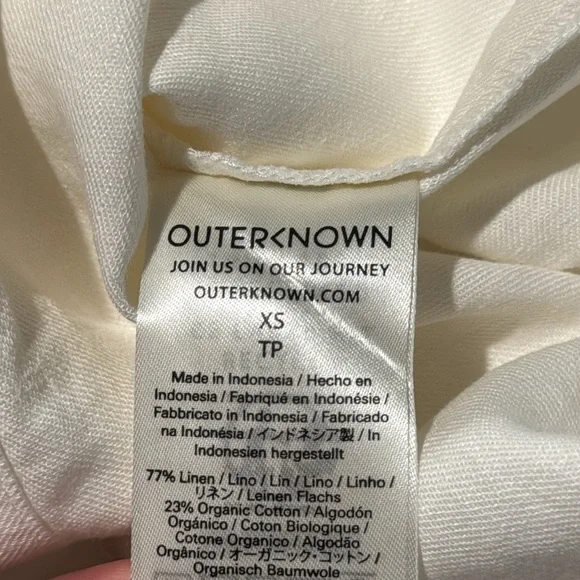 OUTERKNOWN
JOIN US ON OUR JOURNEY
OUTERKNOWN.COM
XS
TP
Made in Indonesia / Hecho en
Indonesia / Fabriqué en Indonésie /
Fabbricato in Indonesia / Fabricado
na Indonésia / インドネシア製 / In
Indonesien hergestellt
77% Linen / Lino / Lin / Lino / Linho /
リネン / Leinen Flachs
23% Organic Cotton / Algodón
Orgánico / Coton Biologique /
Cotone Organico / Algodão
Orgânico / オーガニック・コットン /
Organisch Baumwole